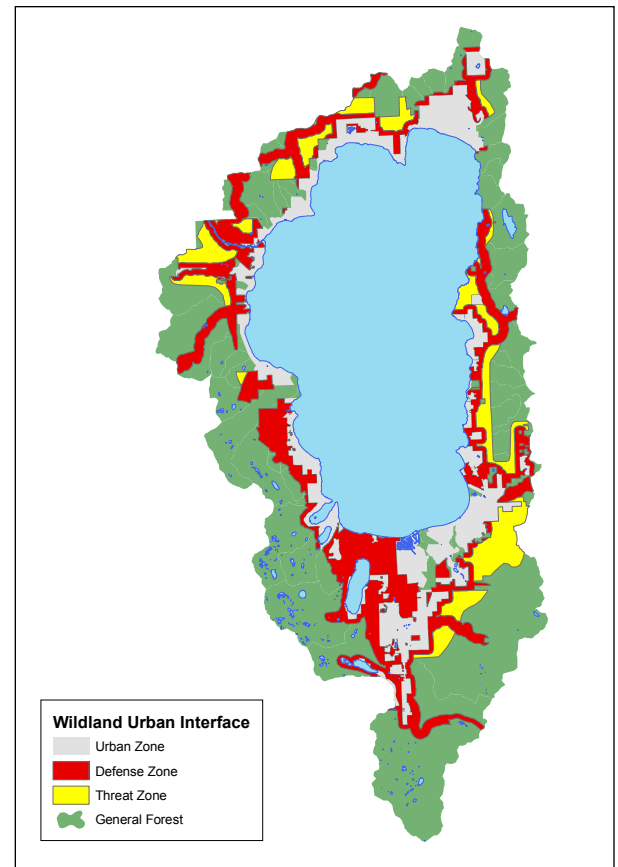 Wildland Urban Interface
Urban Zone
Defense Zone
Threat Zone
General Forest